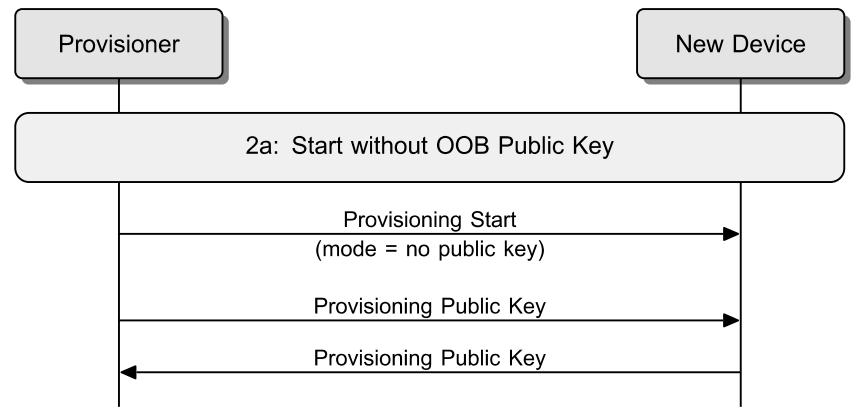 Provisioner
New Device
2a: Start without OOB Public Key
Provisioning Start
(mode = no public key)
Provisioning Public Key
Provisioning Public Key